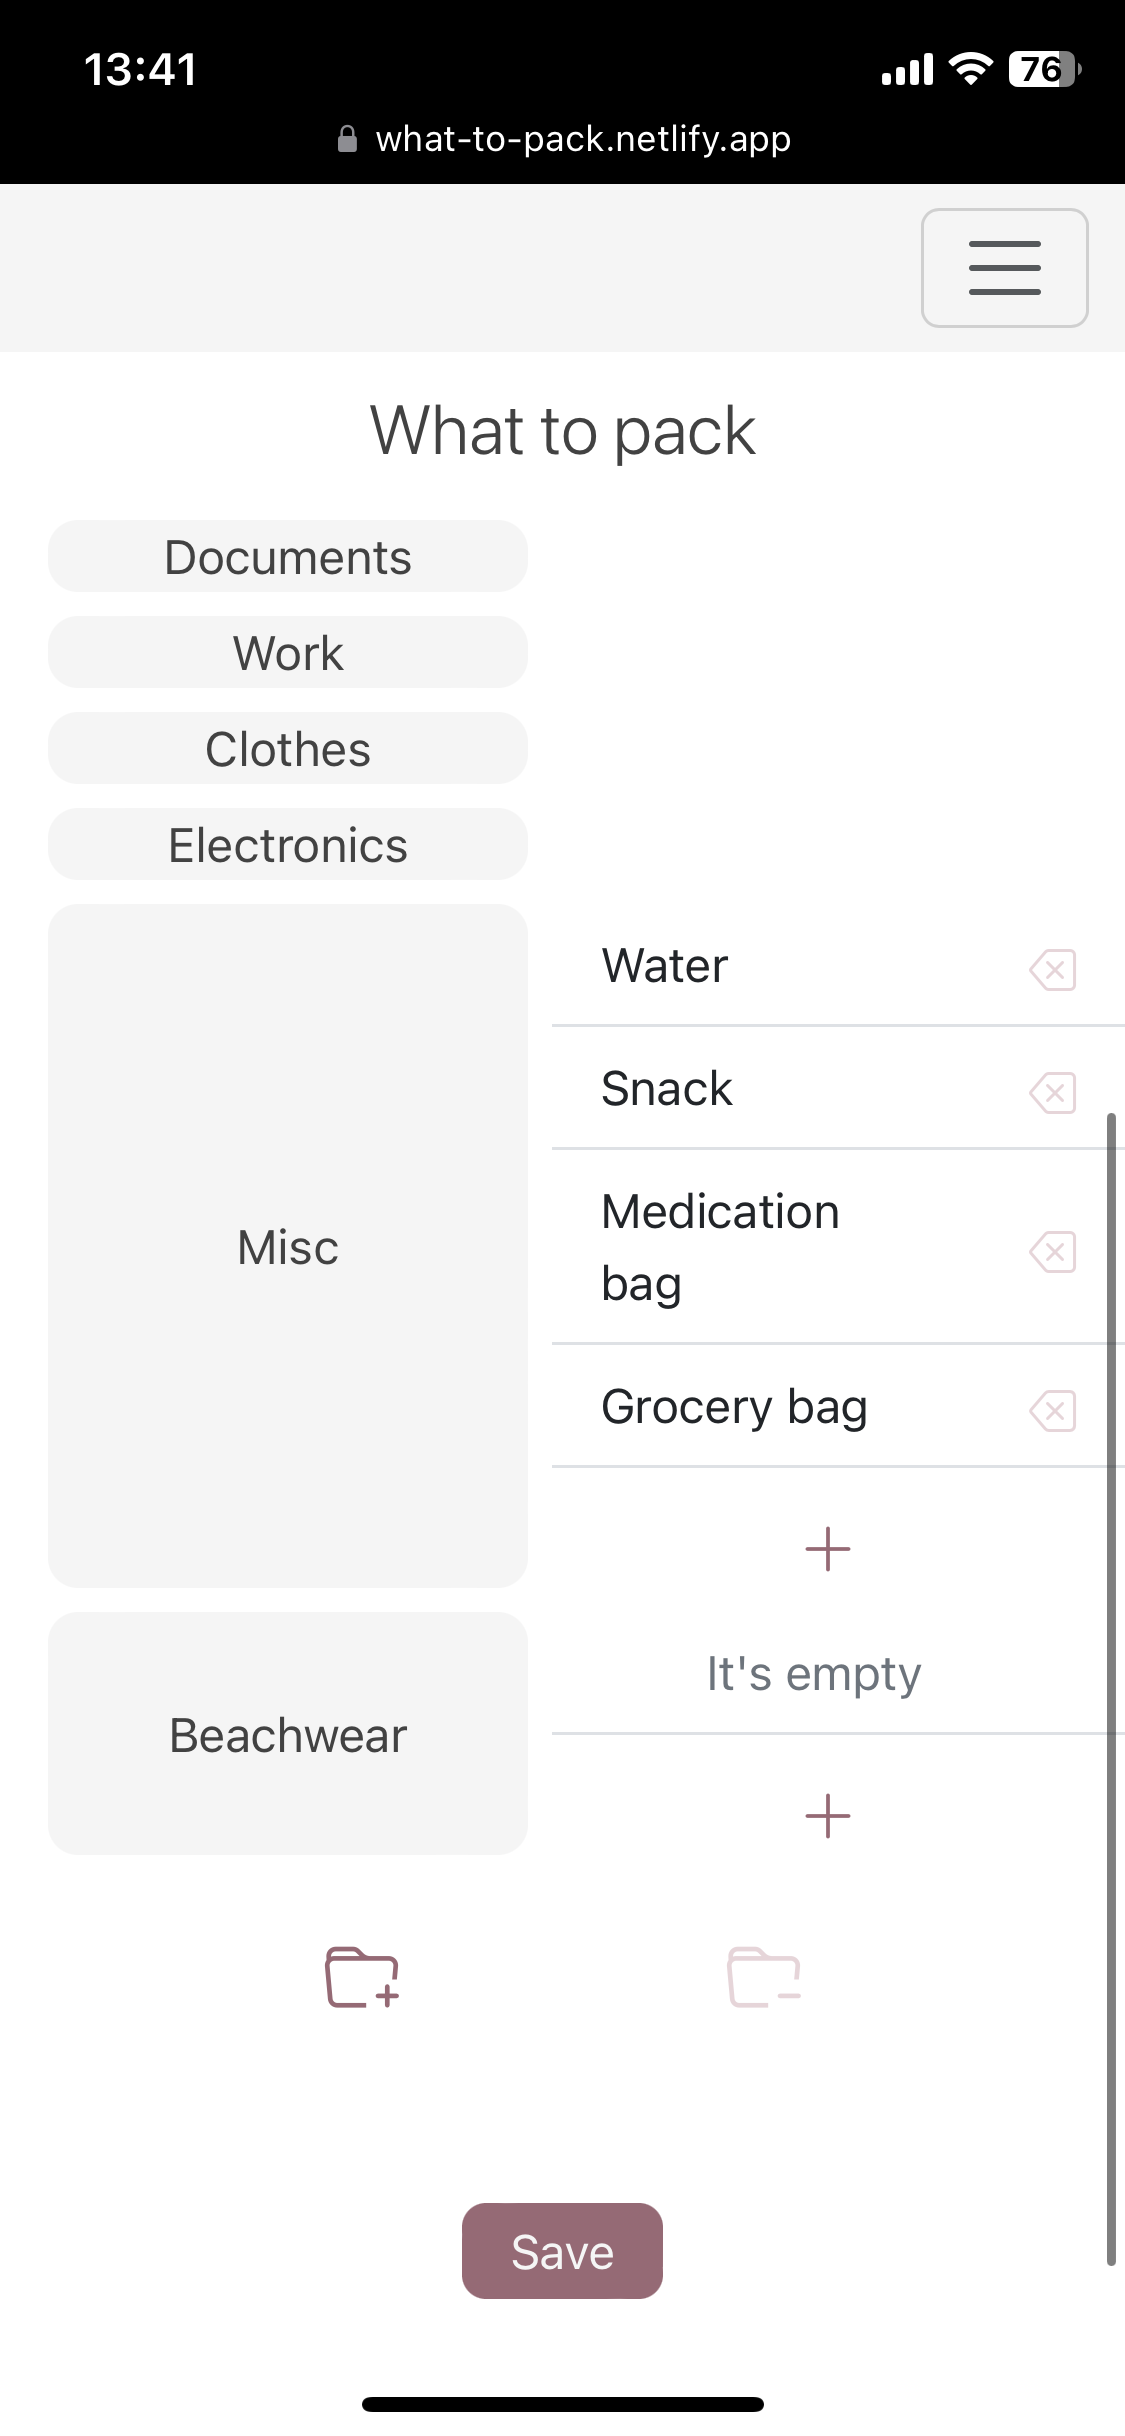 13:41
76
what-to-pack.netlify.app
What to pack
Documents
Work
Clothes
Electronics
Misc
Water
Snack
Medication
bag
Grocery bag
Beachwear
It's empty
Save